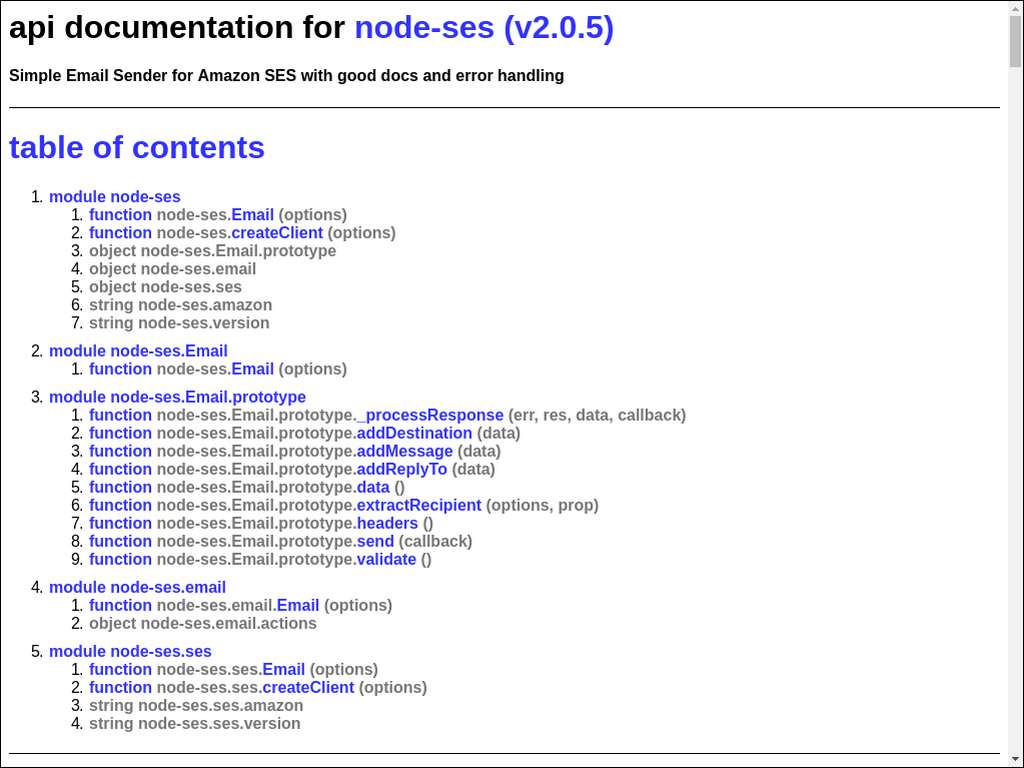 api documentation for node-ses (v2.0.5)
Simple Email Sender for Amazon SES with good docs and error handling
table of contents
1. module node-ses
1. function node-ses.Email (options)
2. function node-ses.createClient (options)
3. object node-ses.Email.prototype
4. object node-ses.email
5. object node-ses.ses
6. string node-ses.amazon
7. string node-ses.version
2. module node-ses.Email
1. function node-ses.Email (options)
3. module node-ses.Email.prototype
1. function node-ses.Email.prototype._processResponse (err, res, data, callback)
2. function node-ses.Email.prototype.addDestination (data)
3. function node-ses.Email.prototype.addMessage (data)
4. function node-ses.Email.prototype.addReplyTo (data)
5. function node-ses.Email.prototype.data ()
6. function node-ses.Email.prototype.extractRecipient (options, prop)
7. function node-ses.Email.prototype.headers ()
8. function node-ses.Email.prototype.send (callback)
9. function node-ses.Email.prototype.validate ()
4. module node-ses.email
1. function node-ses.email.Email (options)
2. object node-ses.email.actions
5. module node-ses.ses
1. function node-ses.ses.Email (options)
2. function node-ses.ses.createClient (options)
3. string node-ses.ses.amazon
4. string node-ses.ses.version